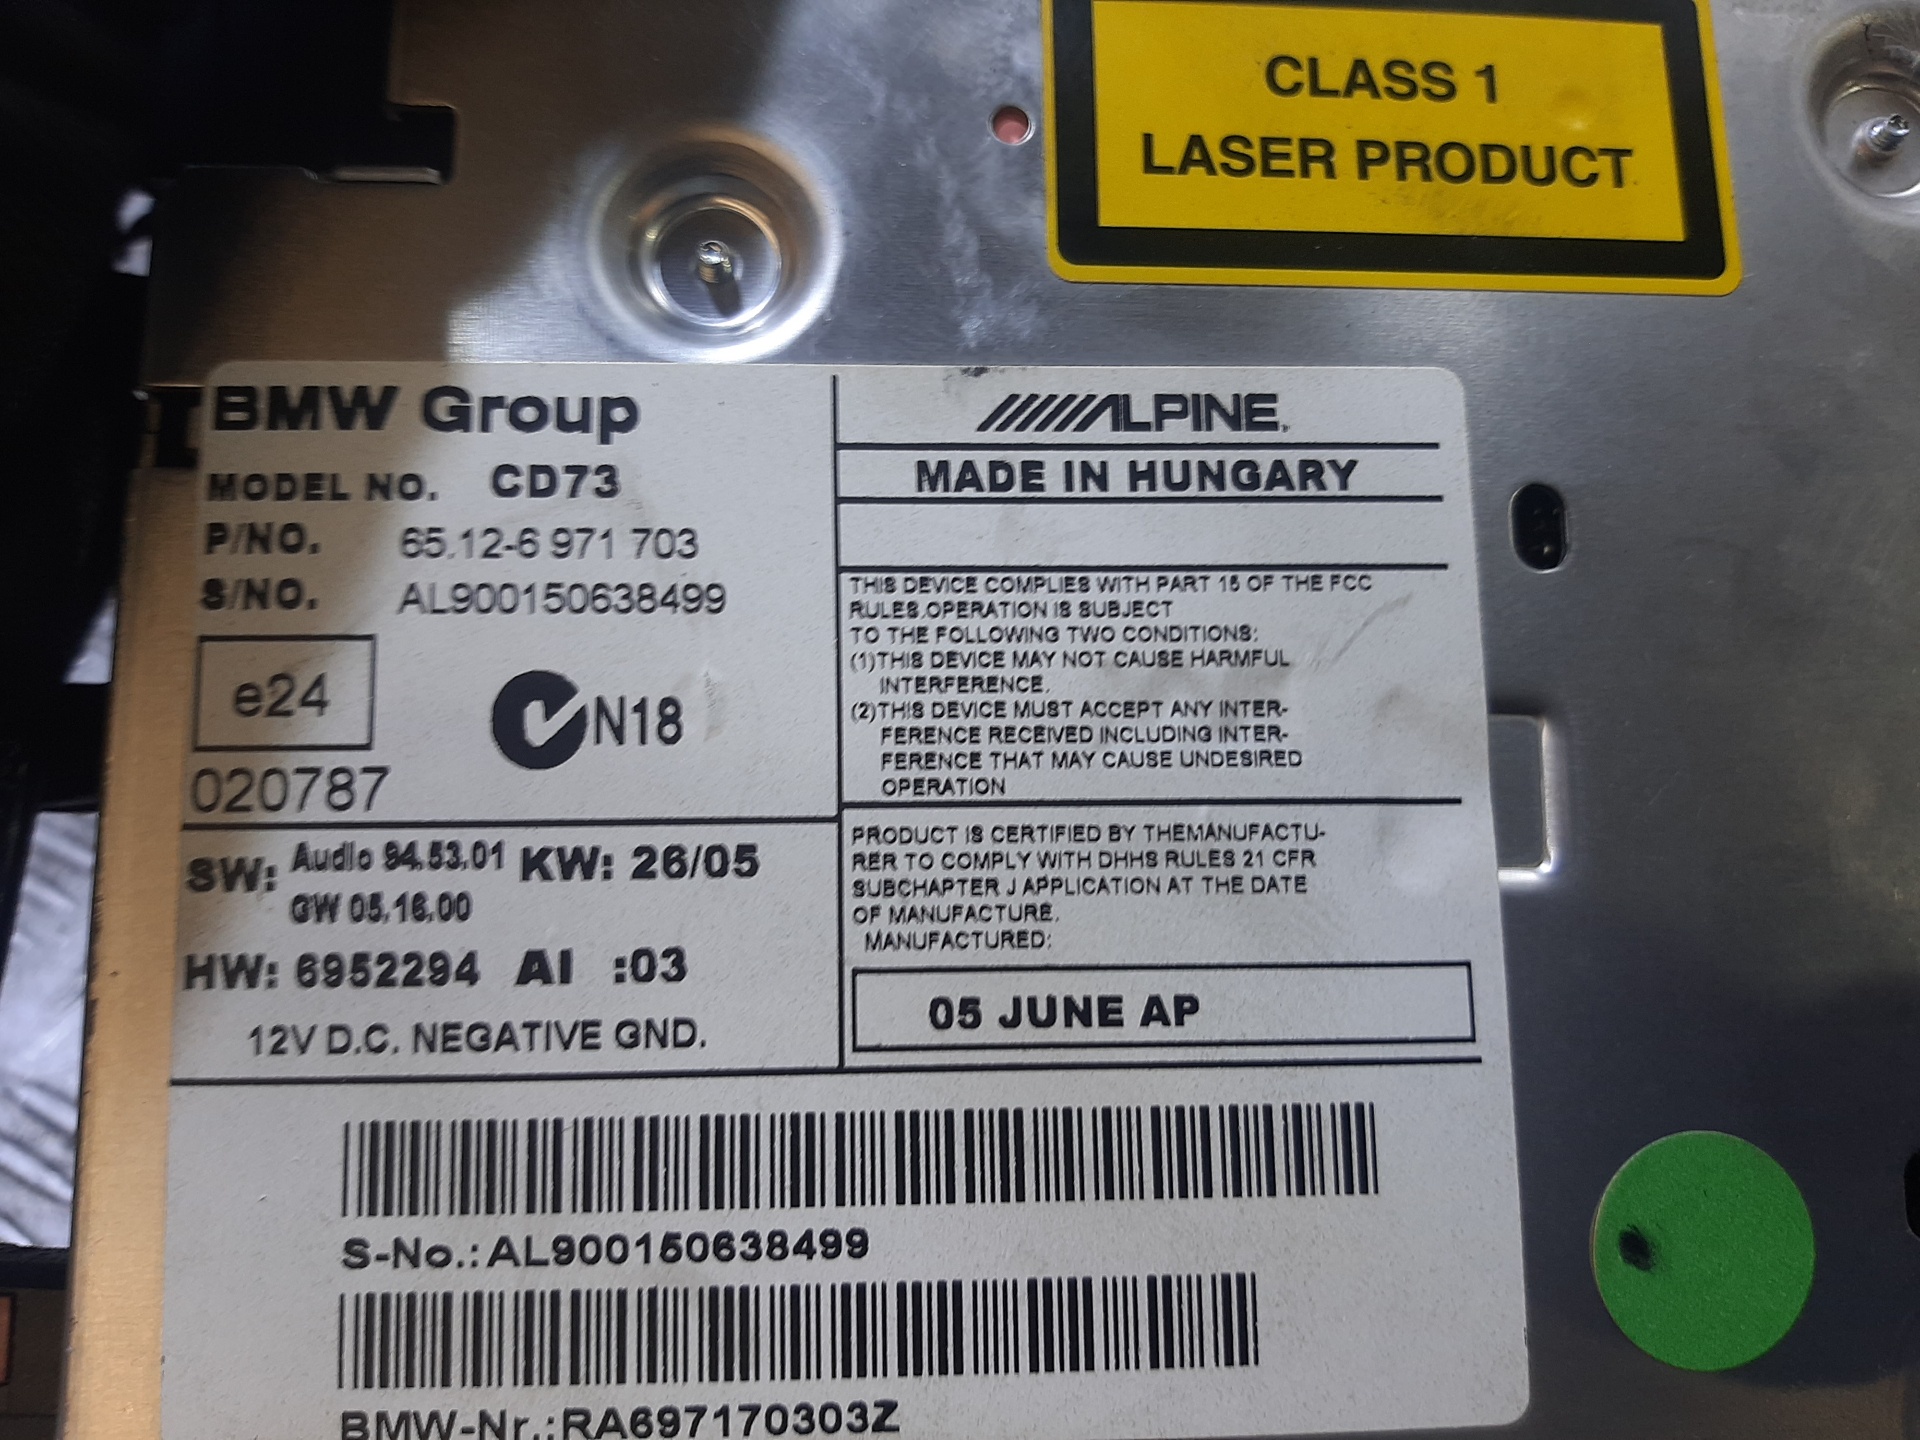 CLASS 1
LASER PRODUCT
BMW Group
MODEL NO. CD73
P/NO. 65.12-6 971 703
S/NO. AL900150638499
e24
N18
020787
SW: Audio 94.53.01 KW: 26/05
GW 05.16.00
HW: 6952294 AI :03
12V D.C. NEGATIVE GND.
ALPINE
MADE IN HUNGARY
THIS DEVICE COMPLIES WITH PART 15 OF THE FCC
RULES.OPERATION IS SUBJECT
TO THE FOLLOWING TWO CONDITIONS:
(1)THIS DEVICE MAY NOT CAUSE HARMFUL
INTERFERENCE.
(2)THIS DEVICE MUST ACCEPT ANY INTER-
FERENCE RECEIVED INCLUDING INTER-
FERENCE THAT MAY CAUSE UNDESIRED
OPERATION
PRODUCT IS CERTIFIED BY THEMANUFACTU-
RER TO COMPLY WITH DHHS RULES 21 CFR
SUBCHAPTER J APPLICATION AT THE DATE
OF MANUFACTURE.
MANUFACTURED:
05 JUNE AP
S-No.:AL900150638499
BMW-Nr.:RA697170303Z